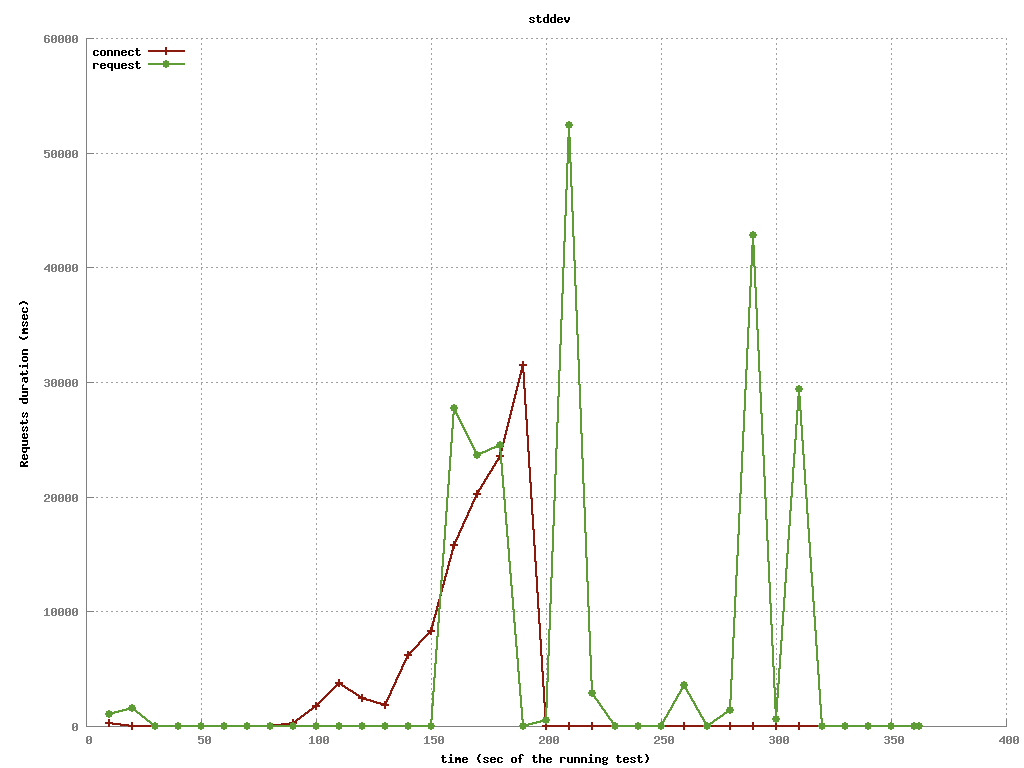 stddev
connect
request
60000
50000
40000
30000
20000
10000
0
Requests duration (msec)
0 50 100 150 200 250 300 350 400
time (sec of the running test)